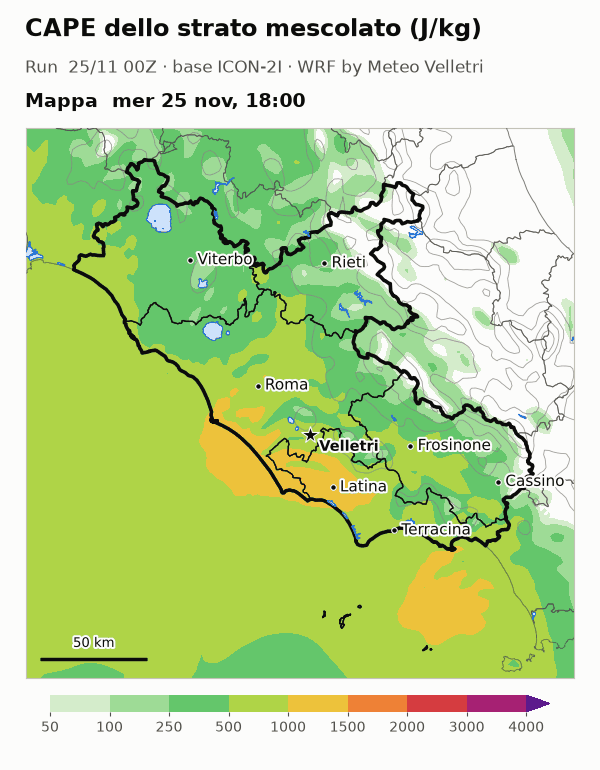 CAPE dello strato mescolato (J/kg)
Run  25/11 00Z · base ICON-2I · WRF by Meteo Velletri
Mappa  mer 25 nov, 18:00
Viterbo
Rieti
Roma
Velletri
Frosinone
Cassino
Latina
Terracina
50 km
50 100 250 500 1000 1500 2000 3000 4000